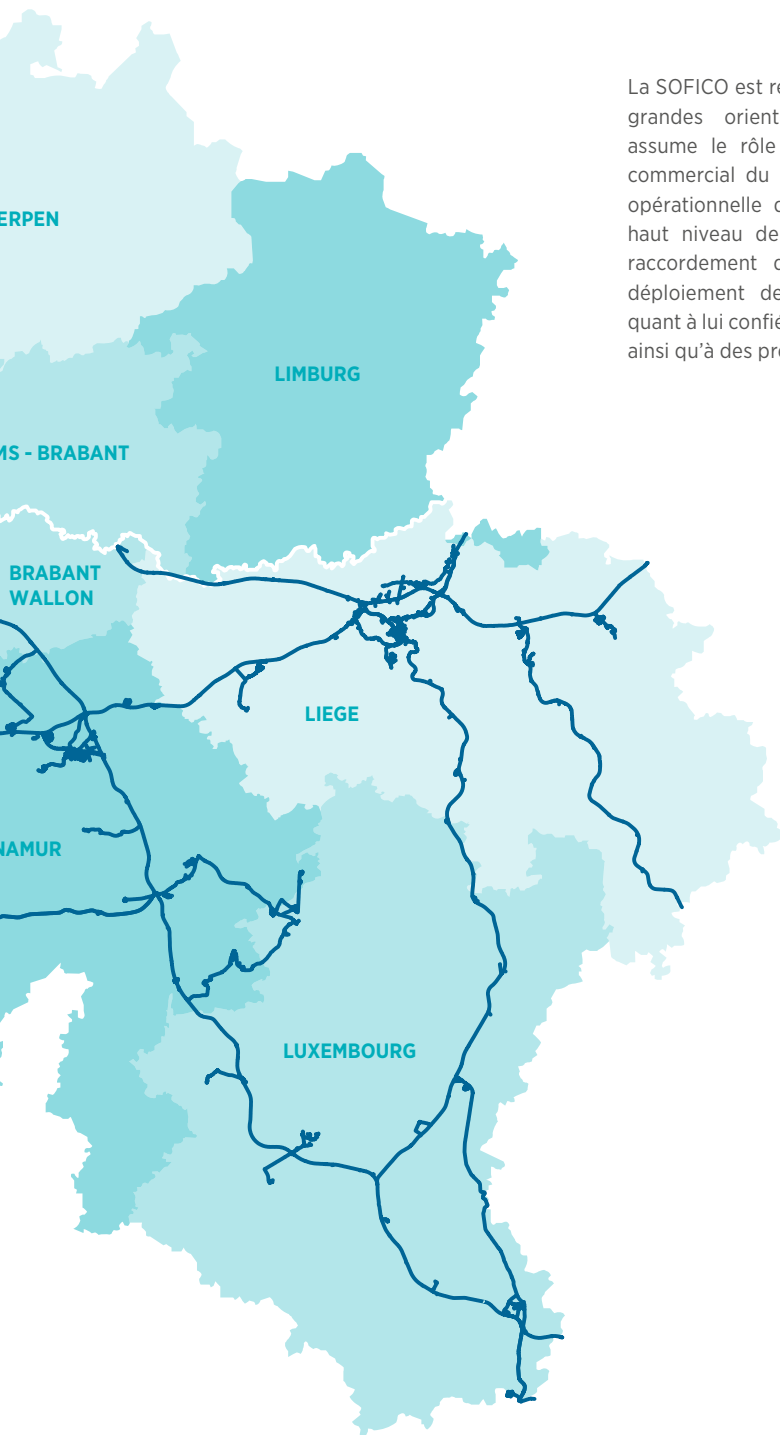 La SOFICO est re
grandes orient
assume le rôle
commercial du
opérationnelle d
haut niveau de
raccordement d
déploiement de
quant à lui confié
ainsi qu'à des pro
ERPEN
LIMBURG
MS - BRABANT
BRABANT
WALLON
LIEGE
NAMUR
LUXEMBOURG